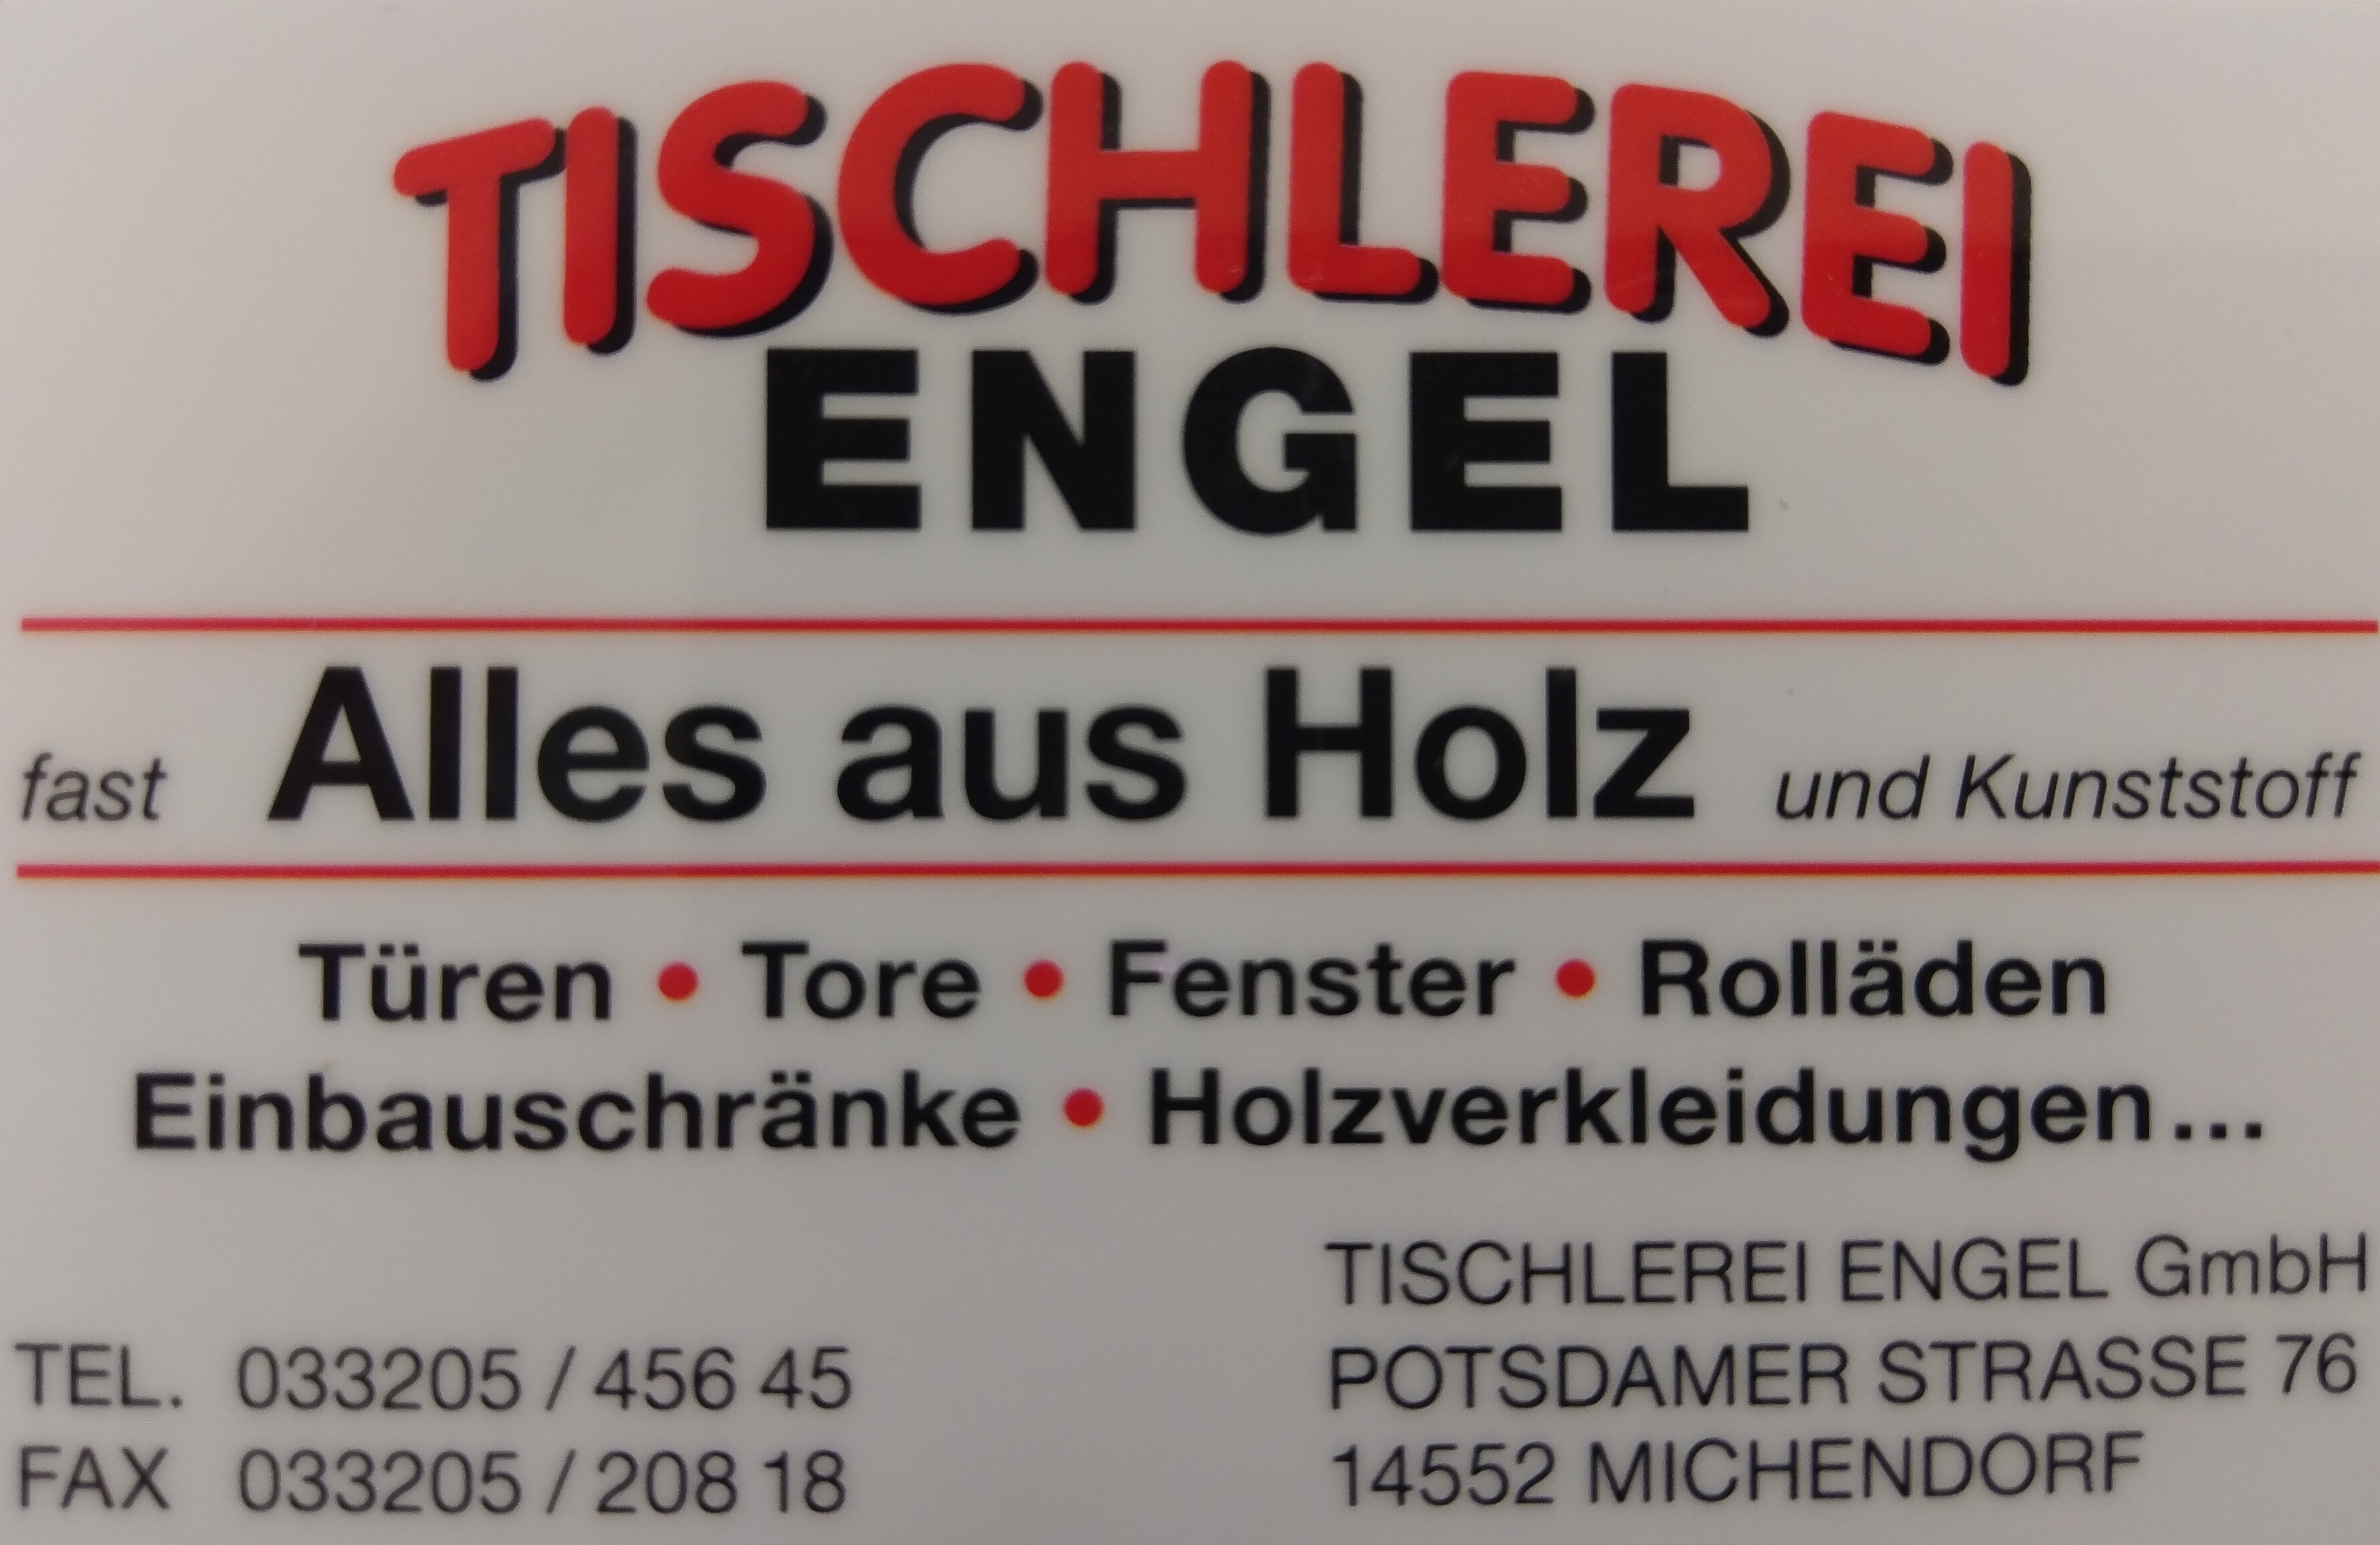 TISCHLEREI
ENGEL
fast Alles aus Holz und Kunststoff
Türen • Tore • Fenster • Rolläden
Einbauschränke • Holzverkleidungen...
TISCHLEREI ENGEL GmbH
TEL. 033205 / 456 45 POTSDAMER STRASSE 76
FAX 033205 / 208 18 14552 MICHENDORF